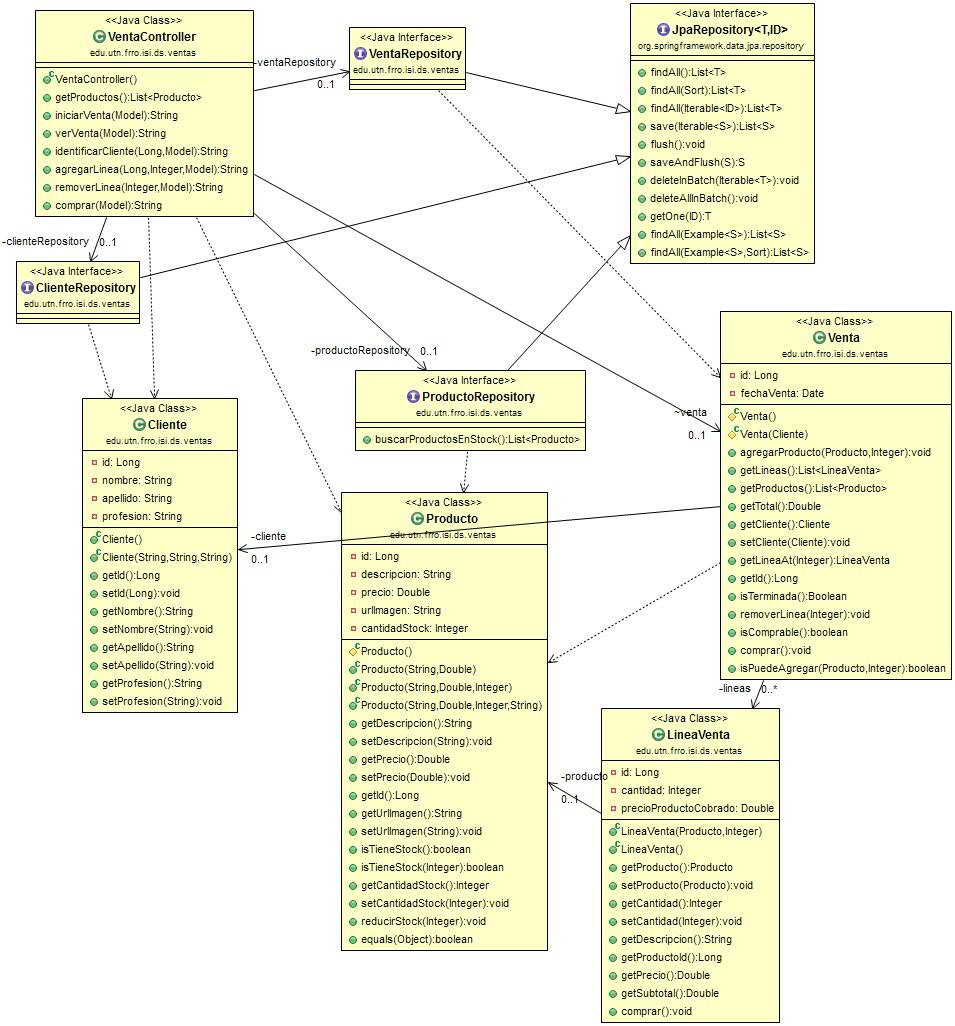 <<Java Class>>
VentaController
edu.utn.frro.isi.ds.ventas
VentaController()
getProductos():List<Producto>
iniciarVenta(Model):String
verVenta(Model):String
identificarCliente(Long,Model):String
agregarLinea(Long,Integer,Model):String
removerLinea(Integer,Model):String
comprar(Model):String
-ventaRepository
0..1
<<Java Interface>>
VentaRepository
edu.utn.frro.isi.ds.ventas
<<Java Interface>>
JpaRepository<T,ID>
org.springframework.data.jpa.repository
findAll():List<T>
findAll(Sort):List<T>
findAll(Iterable<ID>):List<T>
save(Iterable<S>):List<S>
flush():void
saveAndFlush(S):S
deleteInBatch(Iterable<T>):void
deleteAllInBatch():void
getOne(ID):T
findAll(Example<S>):List<S>
findAll(Example<S>,Sort):List<S>
-clienteRepository
0..1
<<Java Interface>>
ClienteRepository
edu.utn.frro.isi.ds.ventas
-productoRepository
0..1
<<Java Interface>>
ProductoRepository
edu.utn.frro.isi.ds.ventas
buscarProductosEnStock():List<Producto>
~venta
0..1
<<Java Class>>
Venta
edu.utn.frro.isi.ds.ventas
id: Long
fechaVenta: Date
Venta()
Venta(Cliente)
agregarProducto(Producto,Integer):void
getLineas():List<LineaVenta>
getProductos():List<Producto>
getTotal():Double
getCliente():Cliente
setCliente(Cliente):void
getLineaAt(Integer):LineaVenta
getId():Long
isTerminada():Boolean
removerLinea(Integer):void
isComprable():boolean
comprar():void
isPuedeAgregar(Producto,Integer):boolean
<<Java Class>>
Cliente
edu.utn.frro.isi.ds.ventas
id: Long
nombre: String
apellido: String
profesion: String
Cliente()
Cliente(String,String,String)
getId():Long
setId(Long):void
getNombre():String
setNombre(String):void
getApellido():String
setApellido(String):void
getProfesion():String
setProfesion(String):void
-cliente
0..1
<<Java Class>>
Producto
edu.utn.frro.isi.ds.ventas
id: Long
descripcion: String
precio: Double
urlImagen: String
cantidadStock: Integer
Producto()
Producto(String,Double)
Producto(String,Double,Integer)
Producto(String,Double,Integer,String)
getDescripcion():String
setDescripcion(String):void
getPrecio():Double
setPrecio(Double):void
getId():Long
getUrlImagen():String
setUrlImagen(String):void
isTieneStock():boolean
isTieneStock(Integer):boolean
getCantidadStock():Integer
setCantidadStock(Integer):void
reducirStock(Integer):void
equals(Object):boolean
-lineas
0..*
-producto
0..1
<<Java Class>>
LineaVenta
edu.utn.frro.isi.ds.ventas
id: Long
cantidad: Integer
precioProductoCobrado: Double
LineaVenta(Producto,Integer)
LineaVenta()
getProducto():Producto
setProducto(Producto):void
getCantidad():Integer
setCantidad(Integer):void
getDescripcion():String
getProductoId():Long
getPrecio():Double
getSubtotal():Double
comprar():void